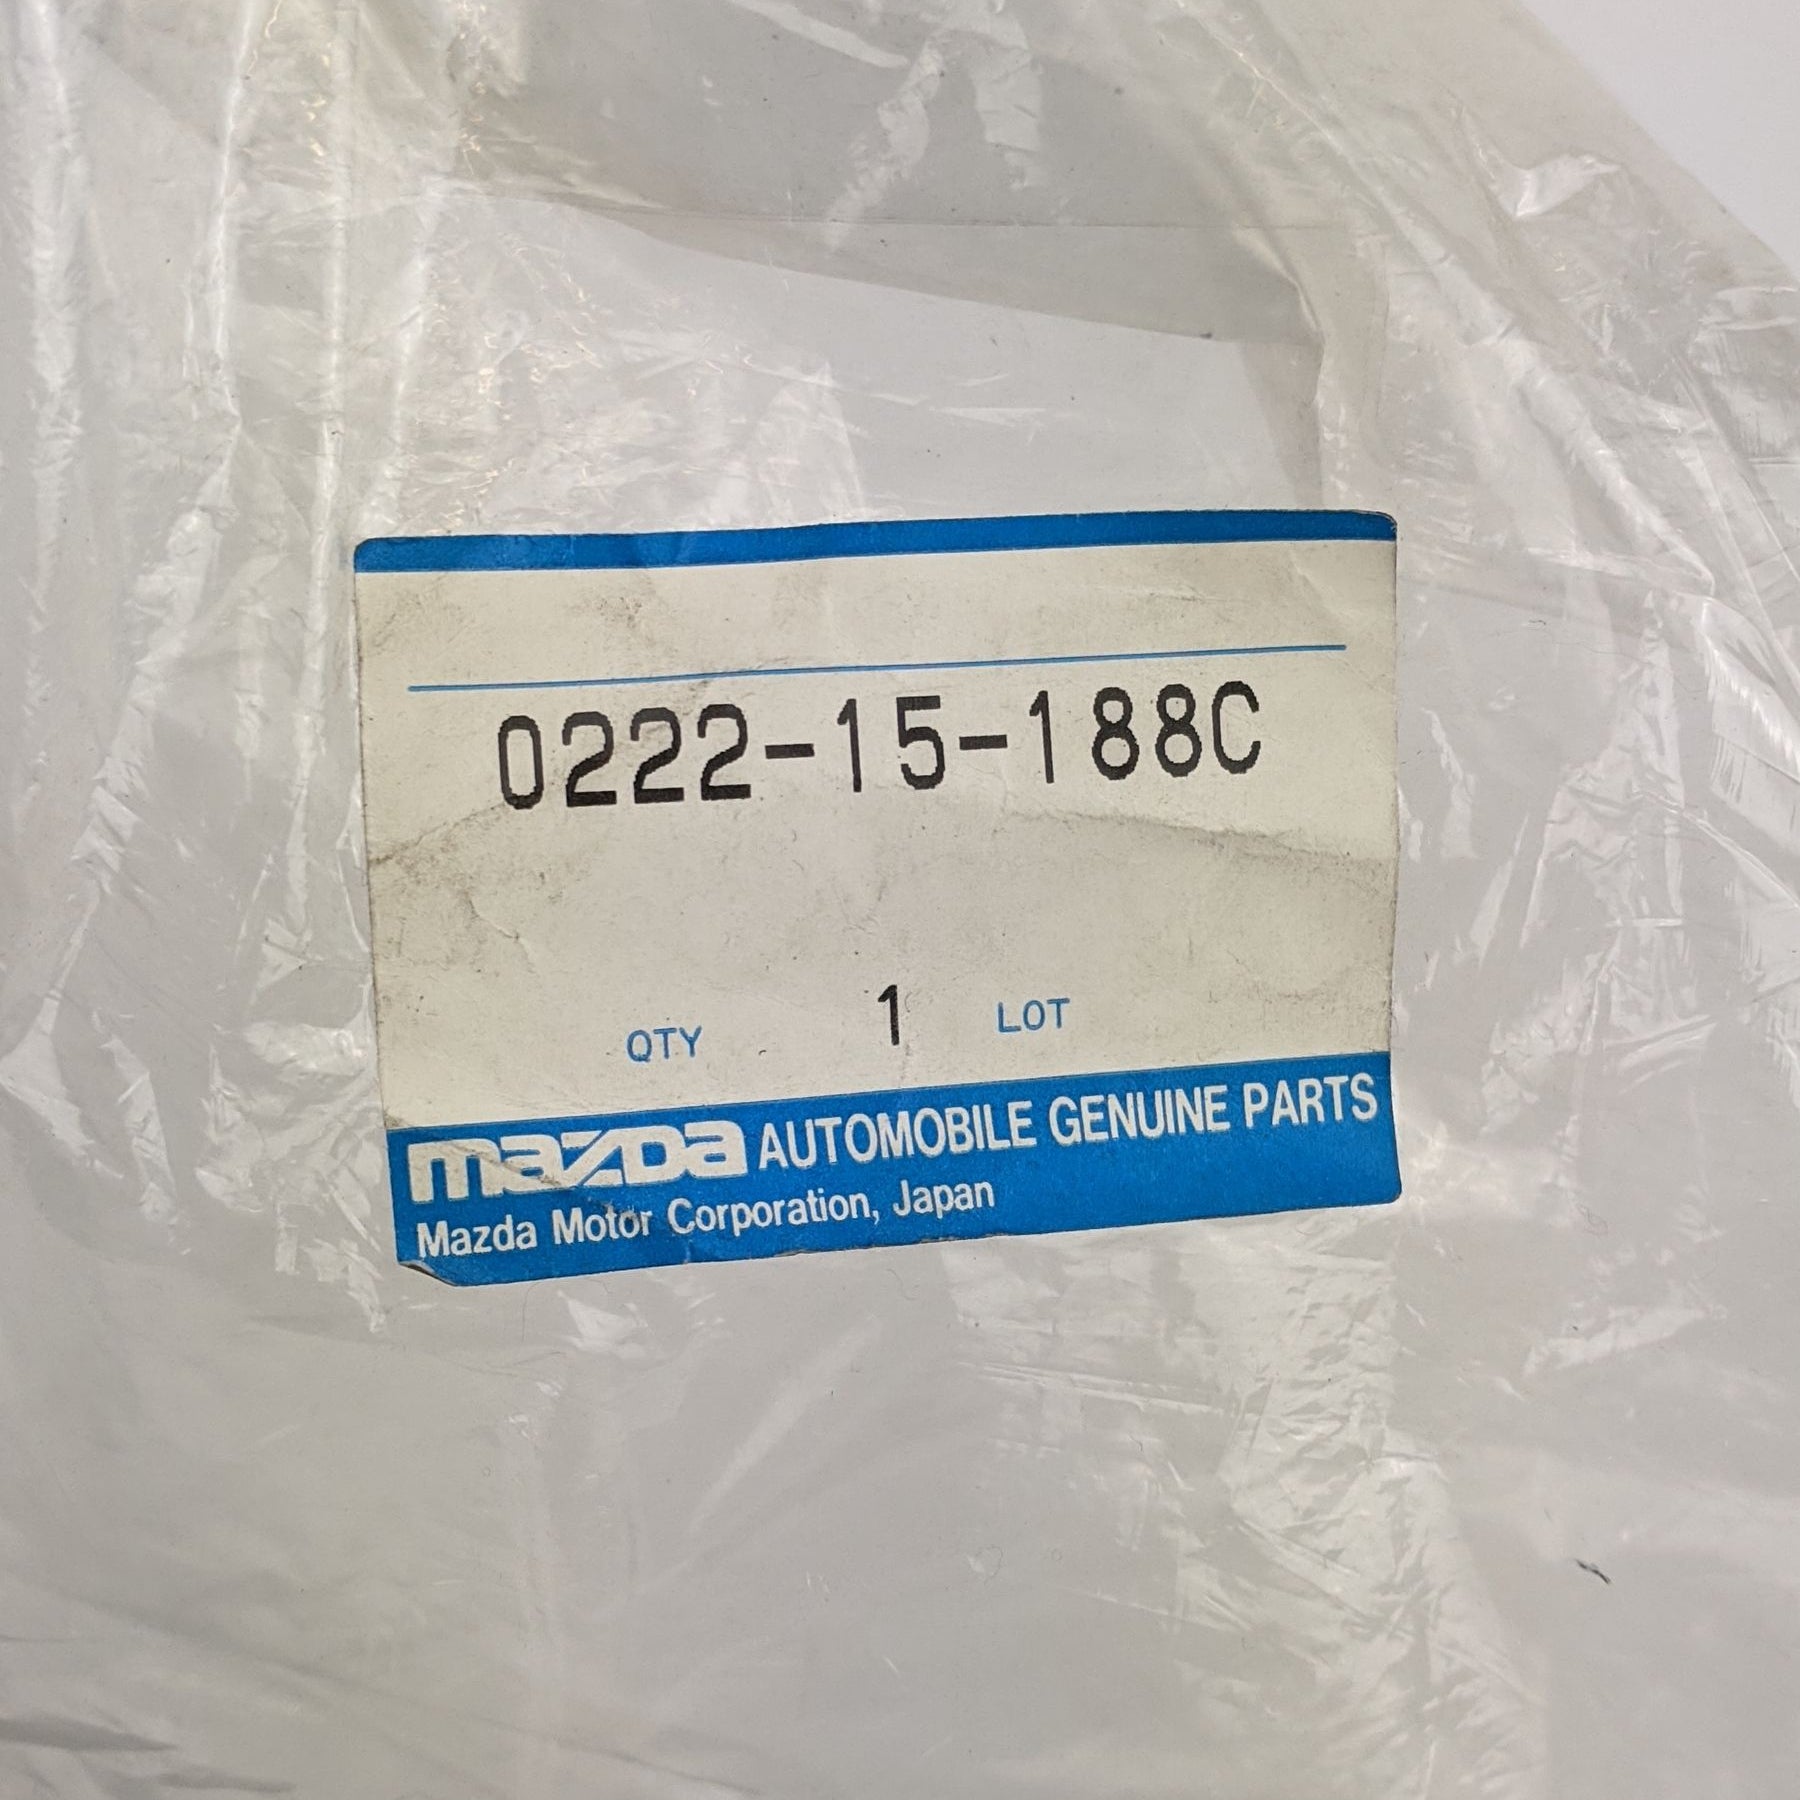 0222-15-188C
QTY 1 LOT
mazda AUTOMOBILE GENUINE PARTS
Mazda Motor Corporation, Japan